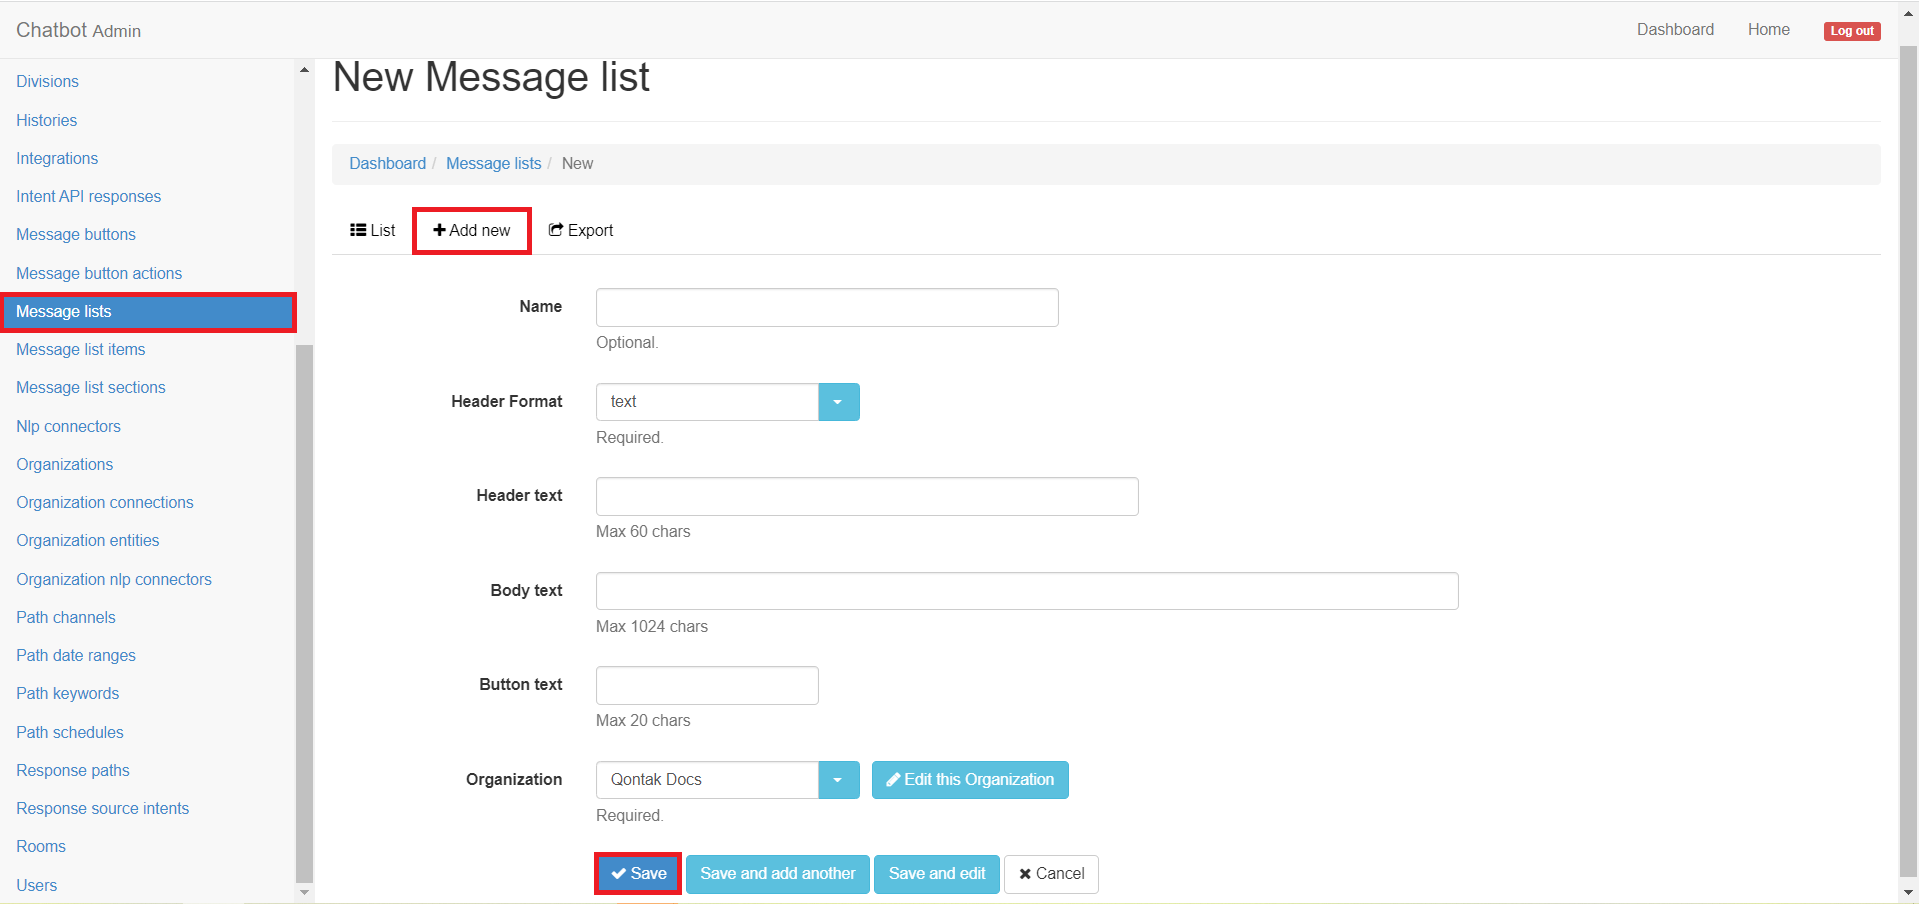 Chatbot Admin
Dashboard
Home
Log out
Divisions
Histories
Integrations
Intent API responses
Message buttons
Message button actions
Message lists
Message list items
Message list sections
Nlp connectors
Organizations
Organization connections
Organization entities
Organization nlp connectors
Path channels
Path date ranges
Path keywords
Path schedules
Response paths
Response source intents
Rooms
Users
New Message list
Dashboard / Message lists / New
List
Add new
Export
Name
Optional.
Header Format
text
Required.
Header text
Max 60 chars
Body text
Max 1024 chars
Button text
Max 20 chars
Organization
Qontak Docs
Edit this Organization
Required.
Save
Save and add another
Save and edit
Cancel